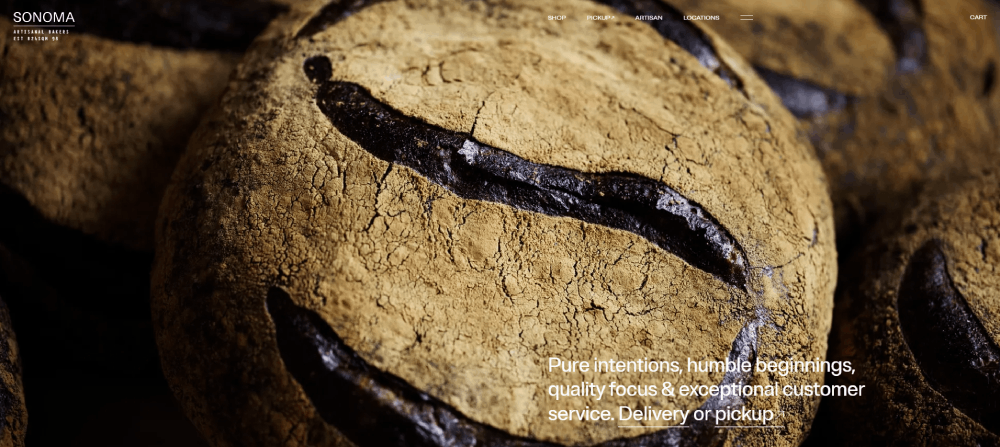 SONOMA
ARTISANAL BAKERS
SHOP
PICKUP
ARTISAN
LOCATIONS
CART
Pure intentions, humble beginnings,
quality focus & exceptional customer
service. Delivery or pickup